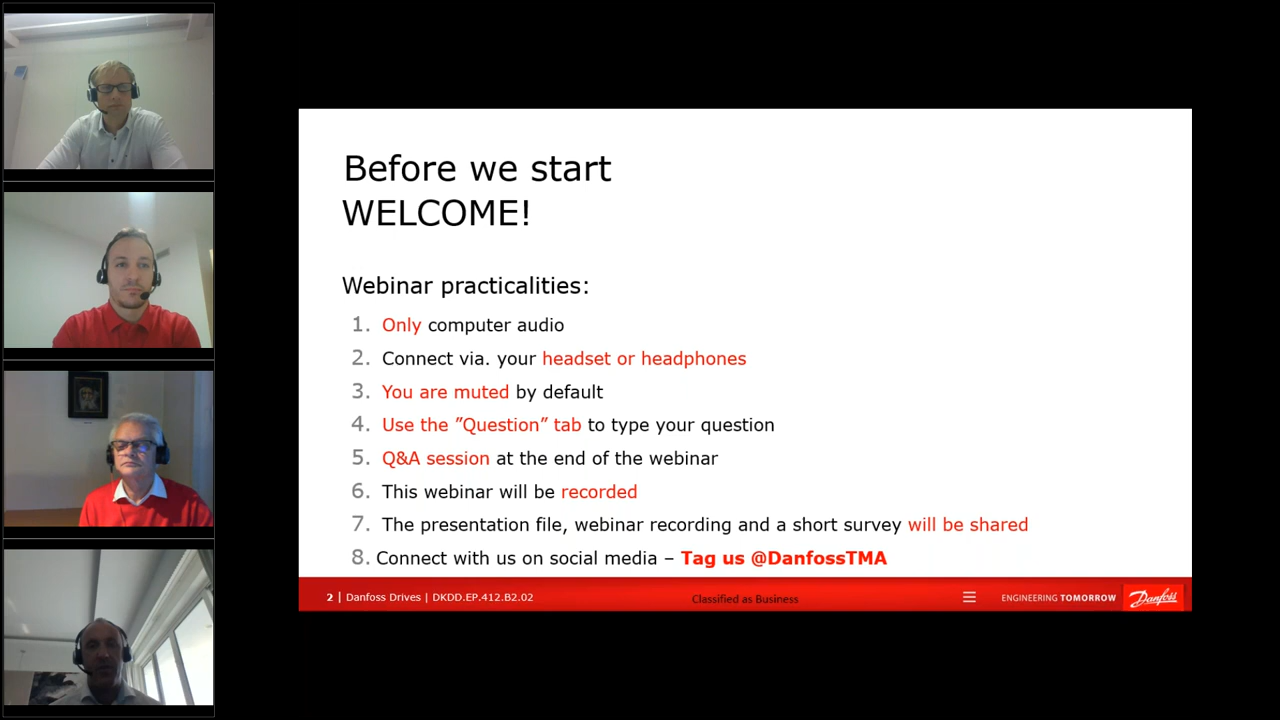 Before we start
WELCOME!
Webinar practicalities:
1. Only computer audio
2. Connect via. your headset or headphones
3. You are muted by default
4. Use the ”Question” tab to type your question
5. Q&A session at the end of the webinar
6. This webinar will be recorded
7. The presentation file, webinar recording and a short survey will be shared
8. Connect with us on social media – Tag us @DanfossTMA
2 | Danfoss Drives | DKDD.EP.412.B2.02
Classified as Business
ENGINEERING TOMORROW
Danfoss